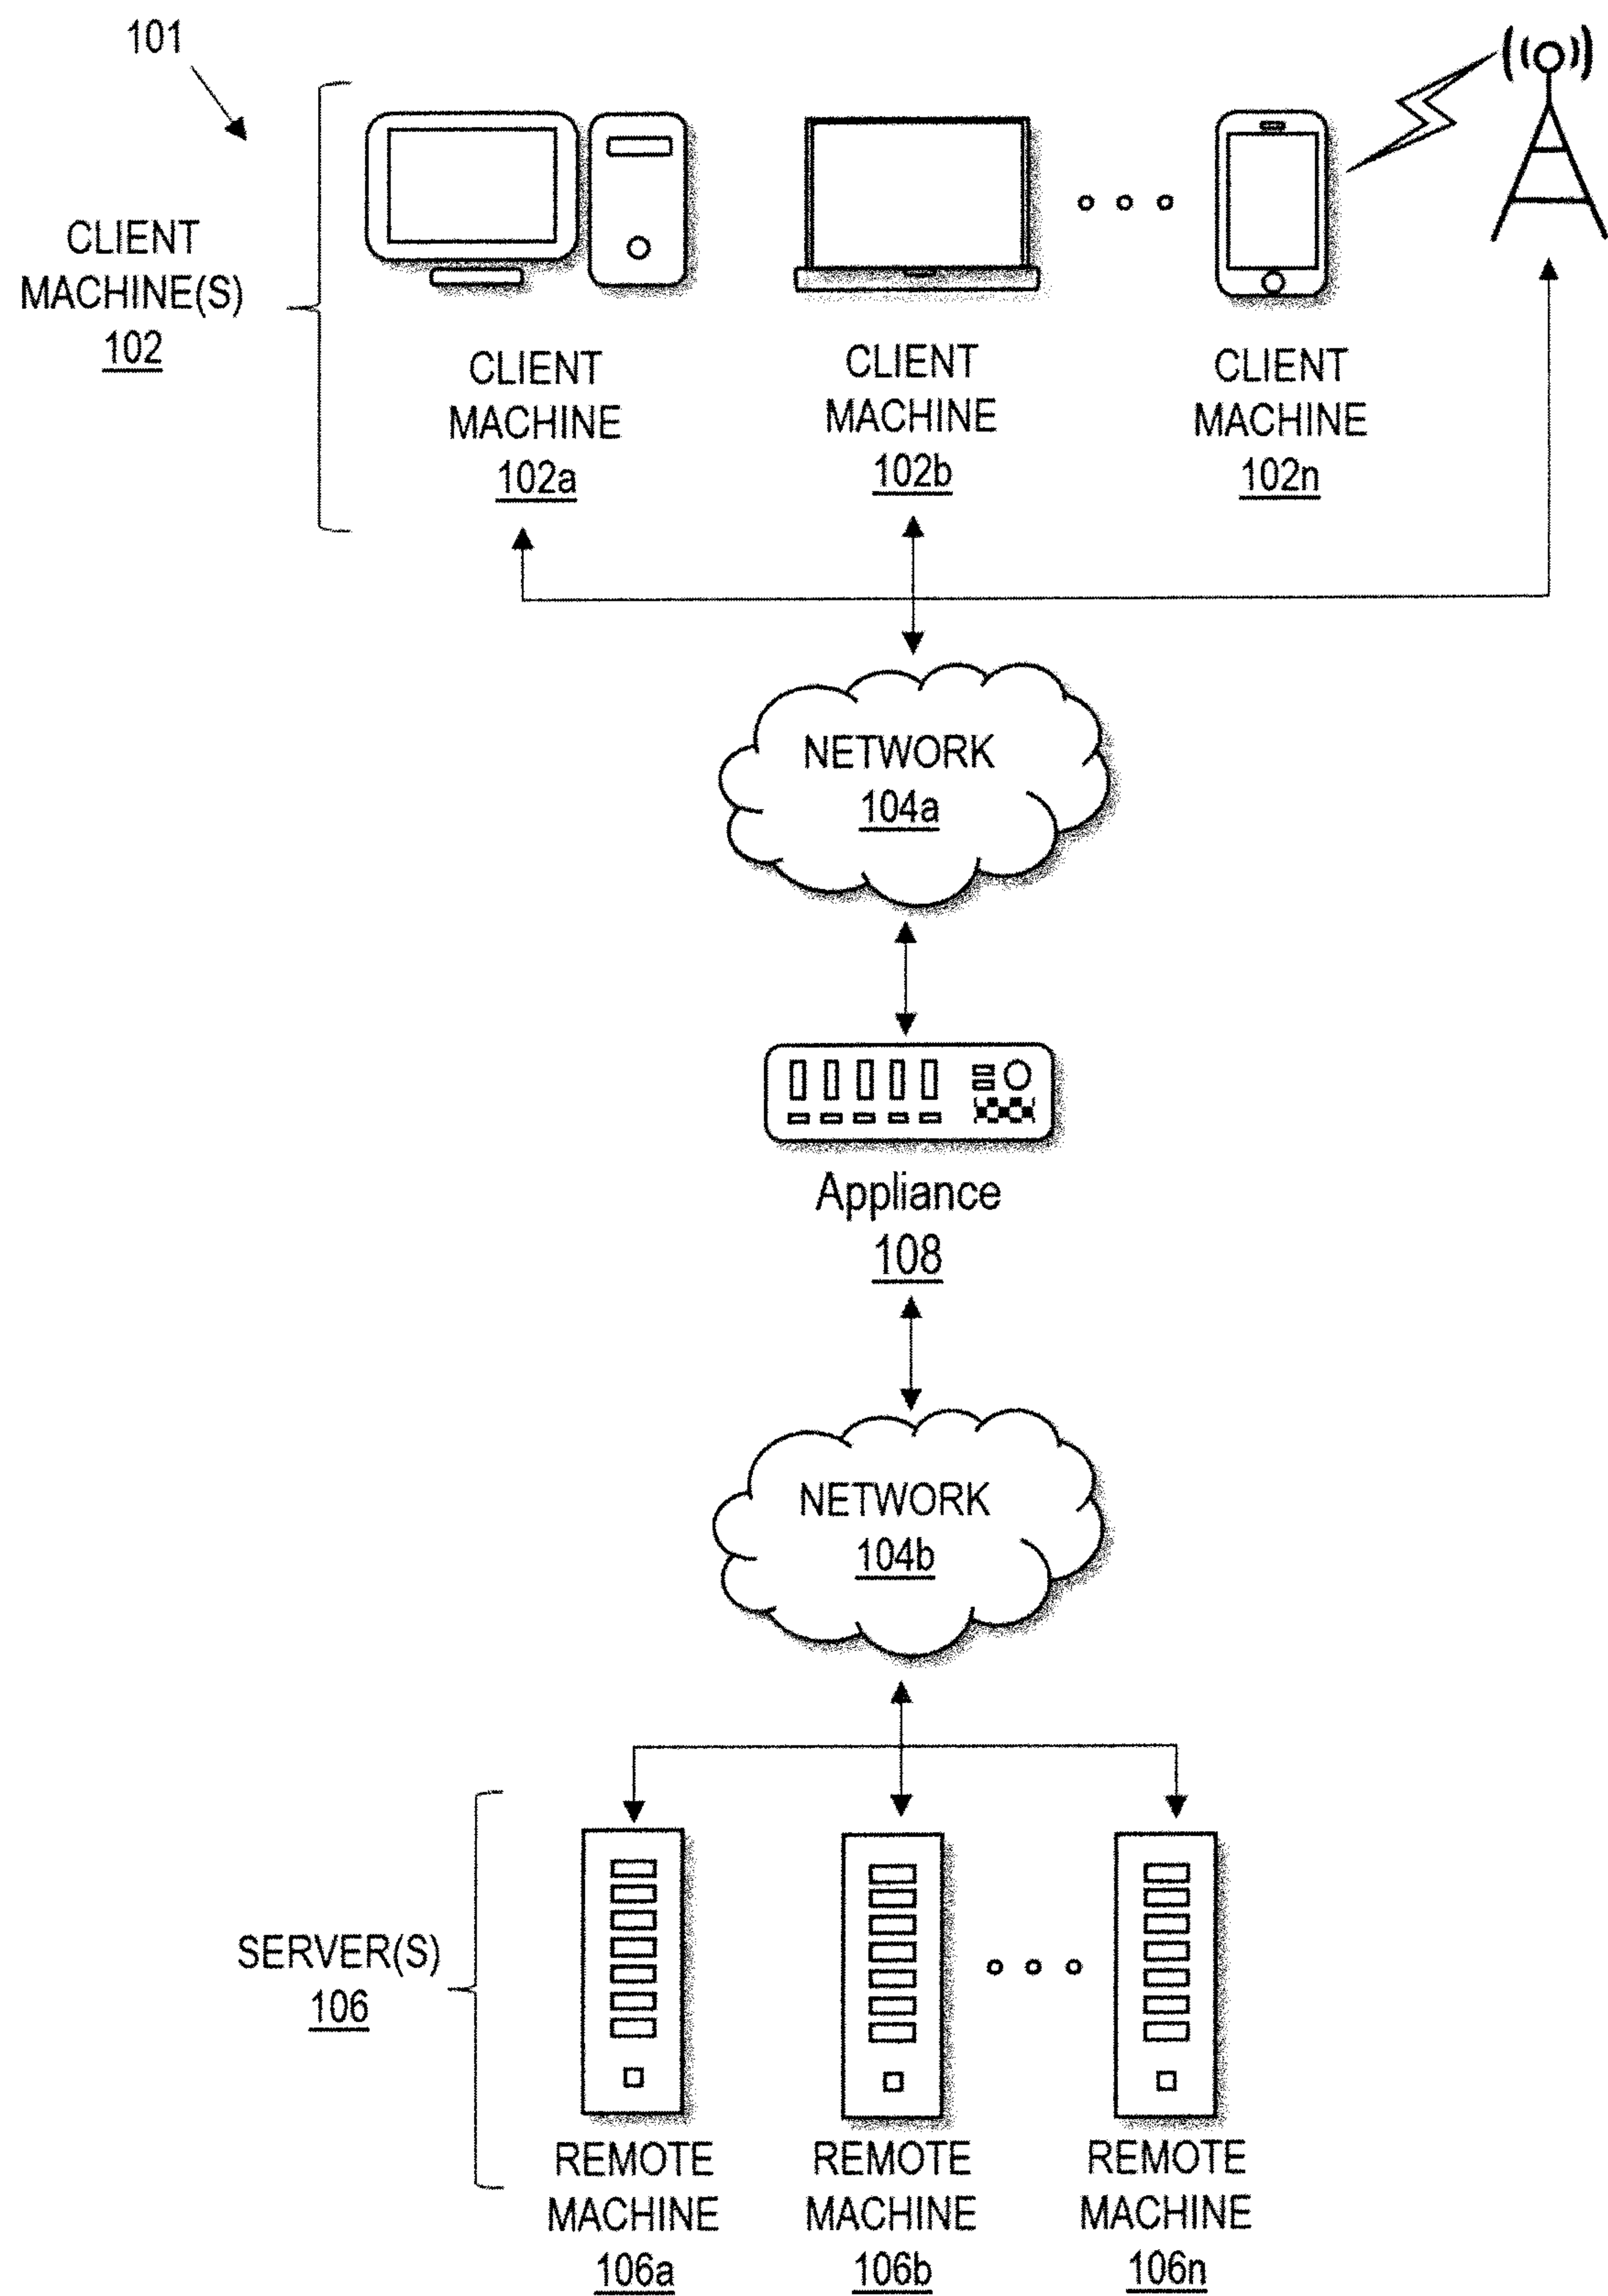 101
CLIENT
MACHINE(S)
102
CLIENT
MACHINE
102a
CLIENT
MACHINE
102b
CLIENT
MACHINE
102n
NETWORK
104a
Appliance
108
NETWORK
104b
SERVER(S)
106
REMOTE
MACHINE
106a
REMOTE
MACHINE
106b
REMOTE
MACHINE
106n